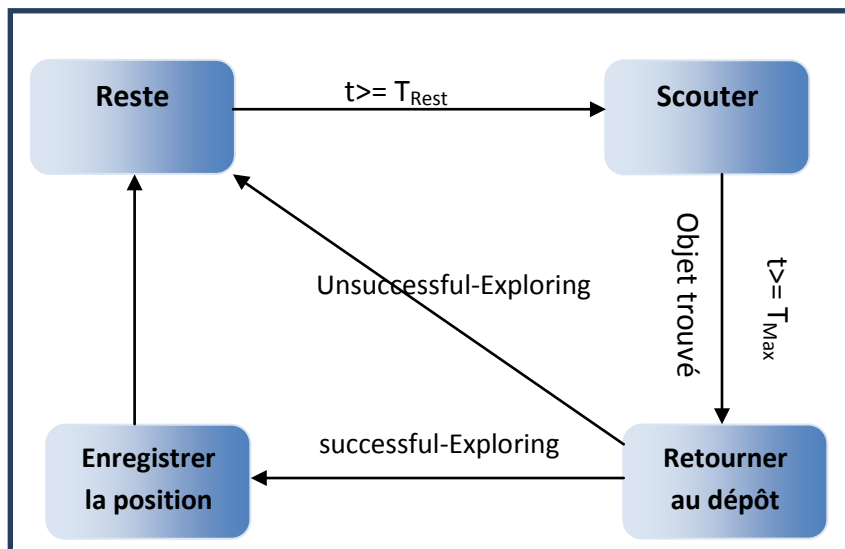 Reste
t>= TRest
Scouter
Objet trouvé
t>= TMax
Unsuccessful-Exploring
successful-Exploring
Enregistrer
la position
Retourner
au dépôt